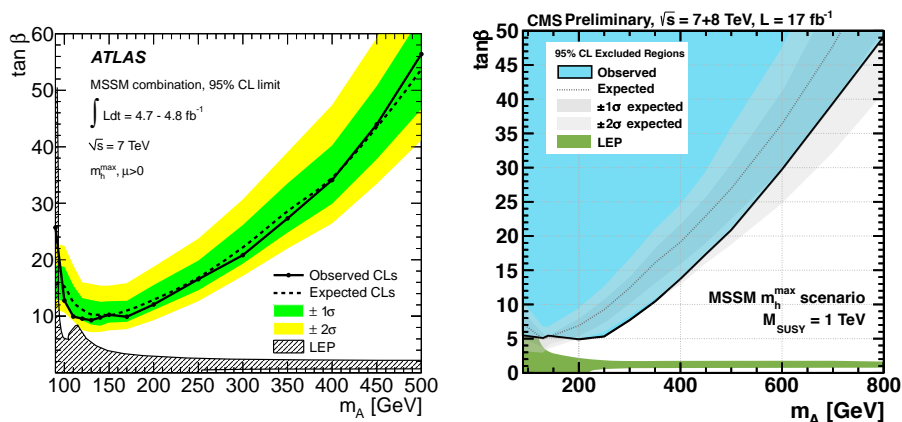 ATLAS
MSSM combination, 95% CL limit
∫ Ldt = 4.7 - 4.8 fb⁻¹
√s = 7 TeV
m_h^max, μ>0
Observed CLs
Expected CLs
± 1σ
± 2σ
LEP
tan β
60
50
40
30
20
10
100 150 200 250 300 350 400 450 500
m_A [GeV]
CMS Preliminary, √s = 7+8 TeV, L = 17 fb⁻¹
95% CL Excluded Regions
Observed
Expected
±1σ expected
±2σ expected
LEP
MSSM m_h^max scenario
M_SUSY = 1 TeV
tanβ
50
45
40
35
30
25
20
15
10
5
0
200 400 600 800
m_A [GeV]